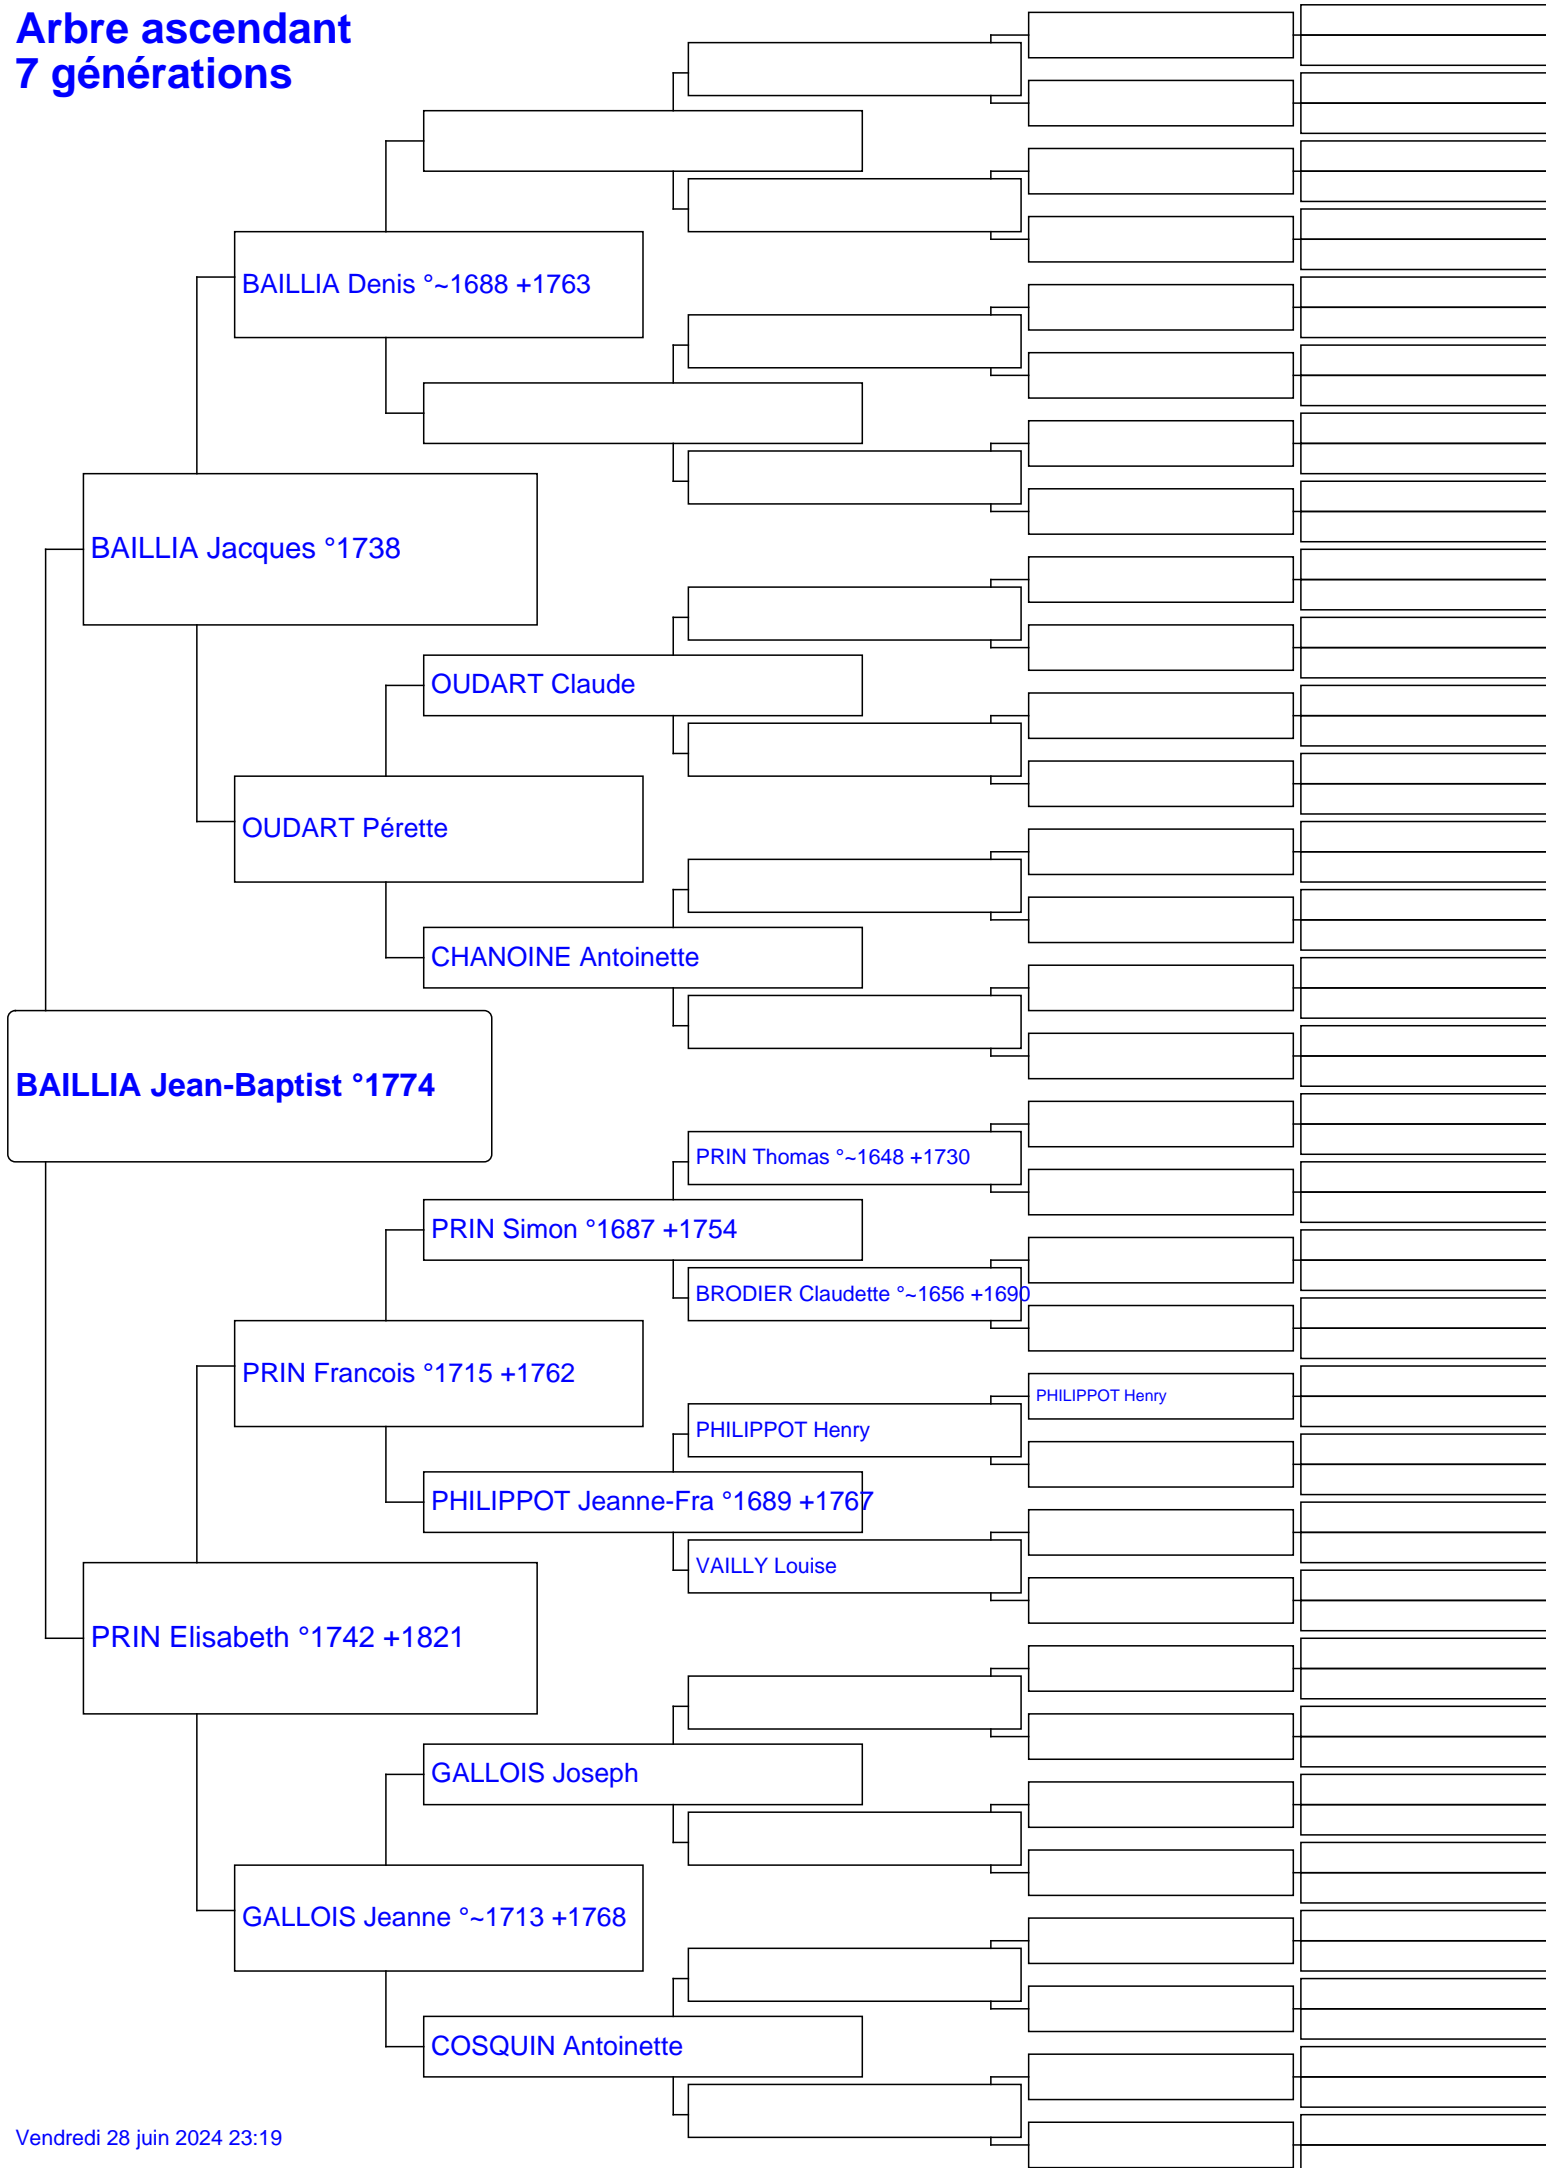 Arbre ascendant
7 générations
BAILLIA Denis °~1688 +1763
BAILLIA Jacques °1738
OUDART Claude
OUDART Pérette
CHANOINE Antoinette
BAILLIA Jean-Baptist °1774
PRIN Thomas °~1648 +1730
PRIN Simon °1687 +1754
BRODIER Claudette °~1656 +1690
PRIN Francois °1715 +1762
PHILIPPOT Henry
PHILIPPOT Henry
PHILIPPOT Jeanne-Fra °1689 +1767
VAILLY Louise
PRIN Elisabeth °1742 +1821
GALLOIS Joseph
GALLOIS Jeanne °~1713 +1768
COSQUIN Antoinette
Vendredi 28 juin 2024 23:19